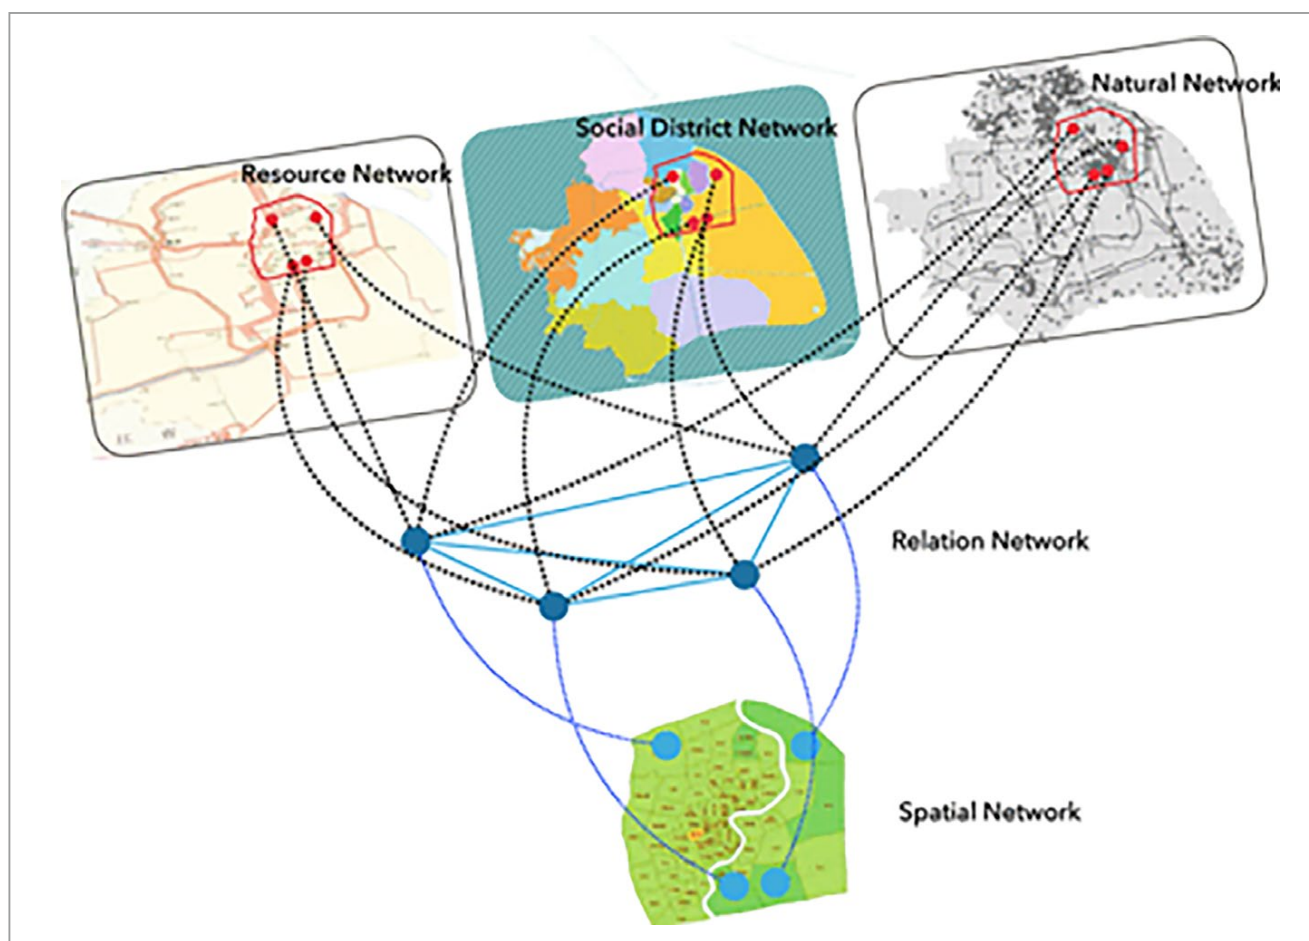 Natural Network
Social District Network
Resource Network
Relation Network
Spatial Network